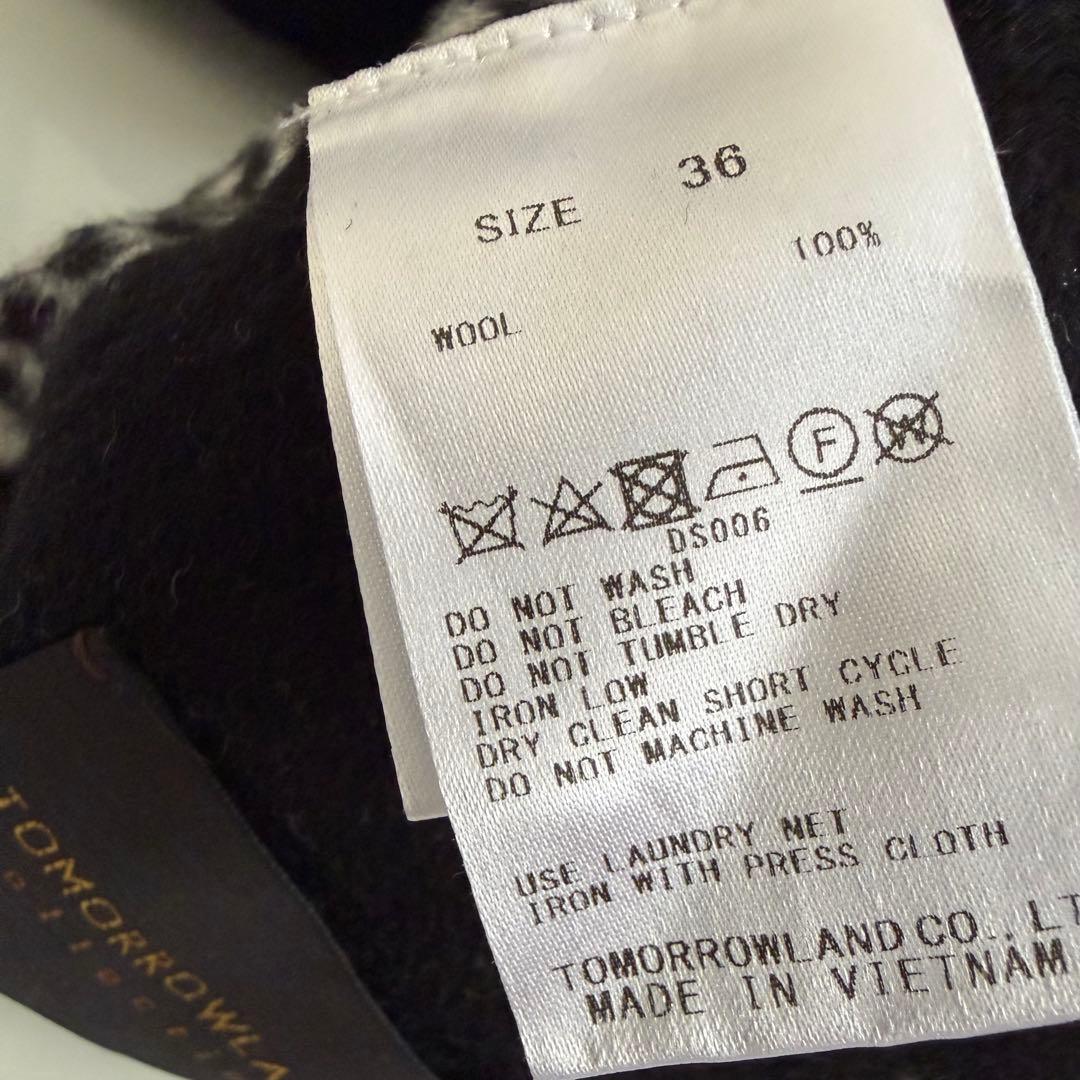 SIZE 36
WOOL 100%
F
W
DS006
DO NOT WASH
DO NOT BLEACH
DO NOT TUMBLE DRY
IRON LOW
DRY CLEAN SHORT CYCLE
DO NOT MACHINE WASH
USE LAUNDRY NET
IRON WITH PRESS CLOTH
TOMORROWLAND CO., LT
MADE IN VIETNAM
TOMORROWLA